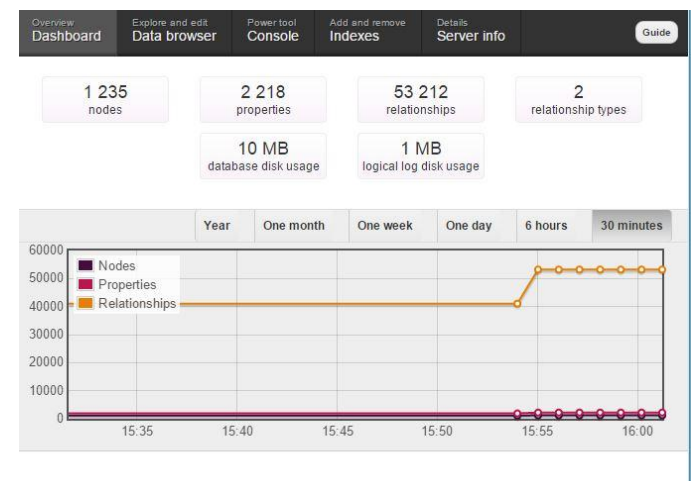 Overview Explore and edit Power tool Add and remove Details
Dashboard Data browser Console Indexes Server info Guide
1 235 2 218 53 212 2
nodes properties relationships relationship types
10 MB 1 MB
database disk usage logical log disk usage
Year One month One week One day 6 hours 30 minutes
60000
Nodes
50000
Properties
40000
Relationships
30000
20000
10000
0
15:35 15:40 15:45 15:50 15:55 16:00